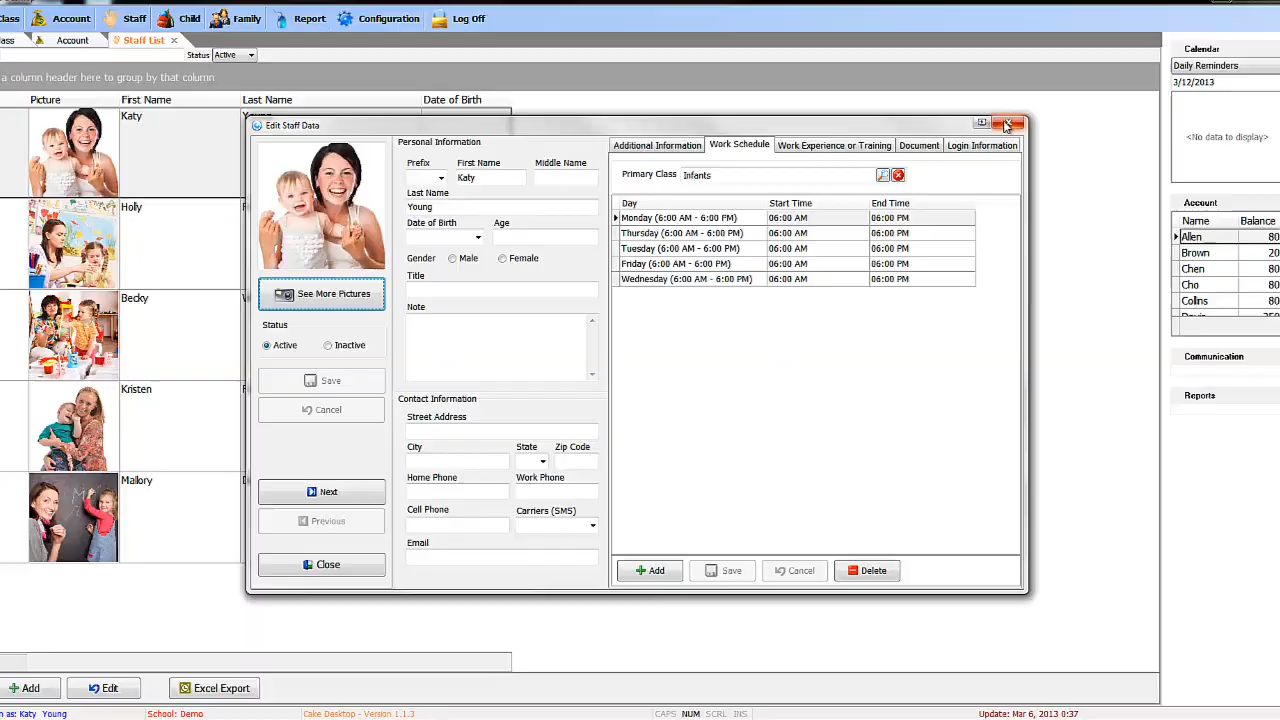 Class Account Staff Child Family Report Configuration Log Off
Account Staff List
Status Active
a column header here to group by that column
Picture First Name Last Name Date of Birth
Katy
Holly
Becky
Kristen
Mallory
Edit Staff Data
See More Pictures
Status
Active Inactive
Save
Cancel
Next
Previous
Close
Personal Information
Prefix First Name Middle Name
Katy
Last Name
Young
Date of Birth Age
Gender Male Female
Title
Note
Contact Information
Street Address
City State Zip Code
Home Phone Work Phone
Cell Phone Carriers (SMS)
Email
Additional Information Work Schedule Work Experience or Training Document Login Information
Primary Class Infants
Day Start Time End Time
Monday (6:00 AM - 6:00 PM) 06:00 AM 06:00 PM
Thursday (6:00 AM - 6:00 PM) 06:00 AM 06:00 PM
Tuesday (6:00 AM - 6:00 PM) 06:00 AM 06:00 PM
Friday (6:00 AM - 6:00 PM) 06:00 AM 06:00 PM
Wednesday (6:00 AM - 6:00 PM) 06:00 AM 06:00 PM
Add Save Cancel Delete
Calendar
Daily Reminders
3/12/2013
<No data to display>
Account
Name Balance
Allen 80
Brown 20
Chen 80
Cho 80
Collins 80
Communication
Reports
Add Edit Excel Export
n as: Katy Young School: Demo Cake Desktop - Version 1.1.3 CAPS NUM SCRL INS Update: Mar 6, 2013 0:37